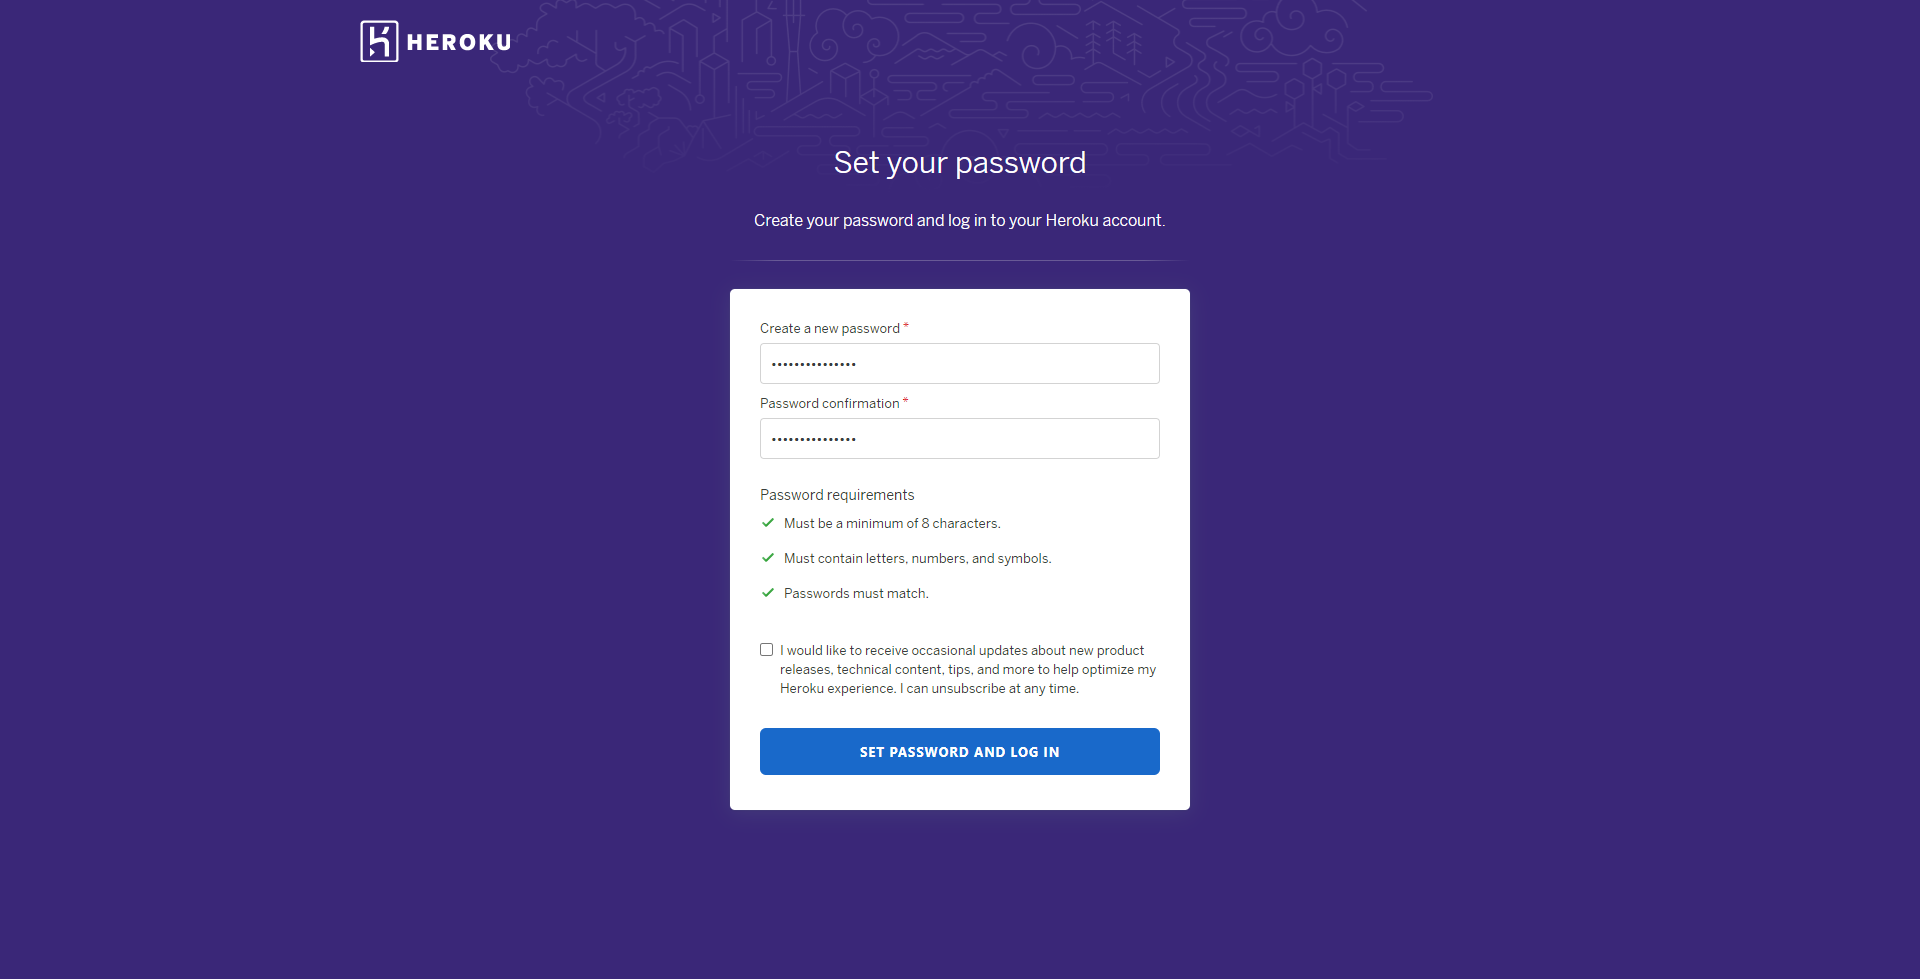 HEROKU
Set your password
Create your password and log in to your Heroku account.
Create a new password *
•••••••••••••••
Password confirmation *
•••••••••••••••
Password requirements
Must be a minimum of 8 characters.
Must contain letters, numbers, and symbols.
Passwords must match.
I would like to receive occasional updates about new product
releases, technical content, tips, and more to help optimize my
Heroku experience. I can unsubscribe at any time.
SET PASSWORD AND LOG IN